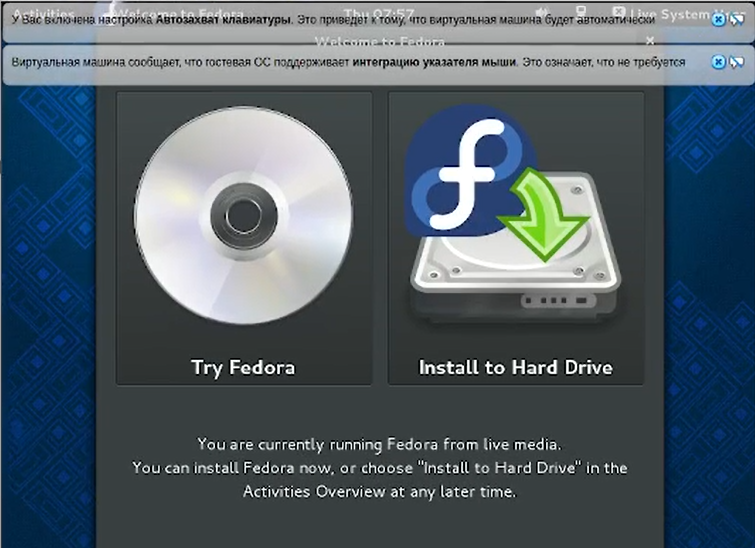 Activities Welcome to Fedora Thu 07:57 Live System User
У Вас включена настройка Автозахват клавиатуры. Это приведет к тому, что виртуальная машина будет автоматически
Welcome to Fedora
Виртуальная машина сообщает, что гостевая ОС поддерживает интеграцию указателя мыши. Это означает, что не требуется
Try Fedora
Install to Hard Drive
You are currently running Fedora from live media.
You can install Fedora now, or choose "Install to Hard Drive" in the
Activities Overview at any later time.